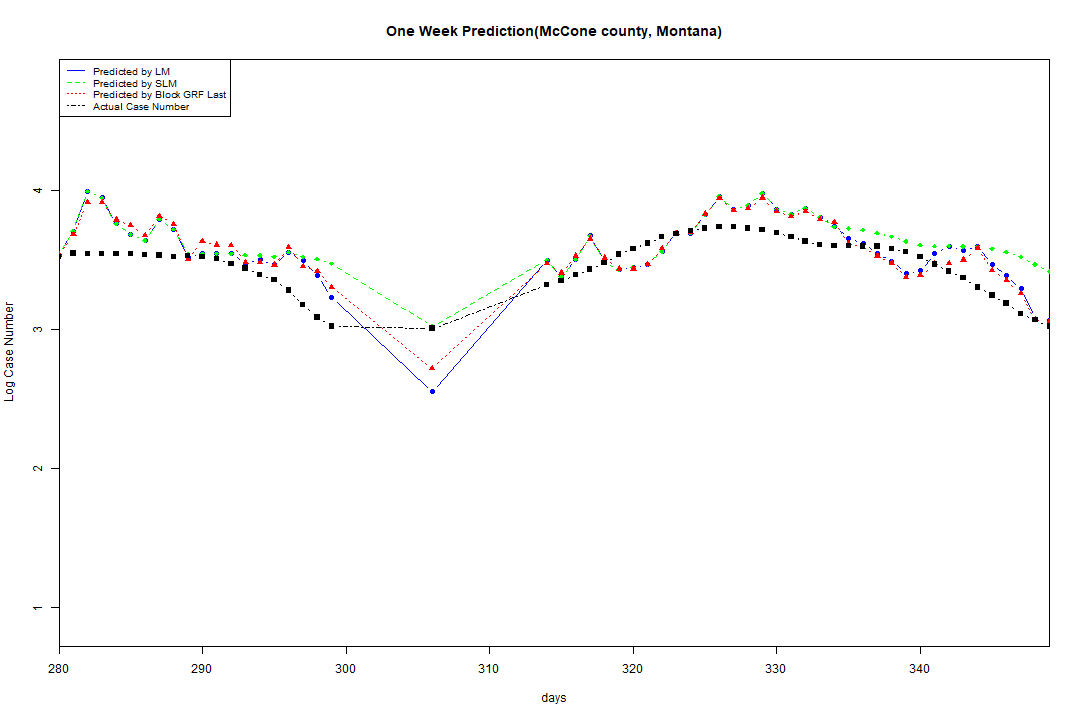 One Week Prediction(McCone county, Montana)
Predicted by LM
Predicted by SLM
Predicted by Block GRF Last
Actual Case Number
Log Case Number
4
3
2
1
280 290 300 310 320 330 340
days